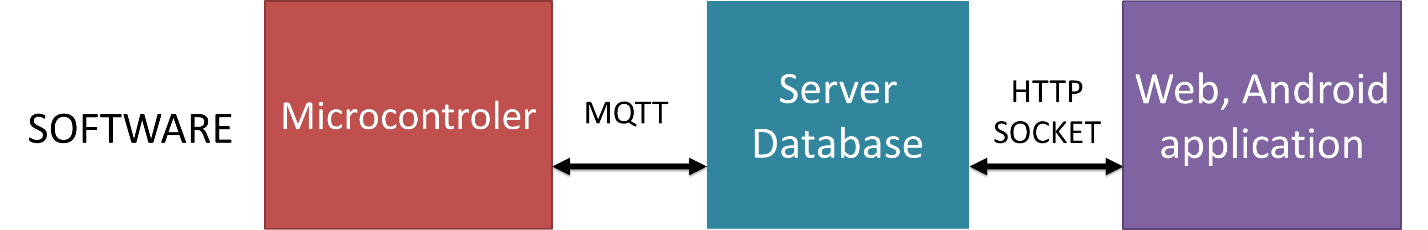 SOFTWARE
Microcontroler
MQTT
Server
Database
HTTP
SOCKET
Web, Android
application